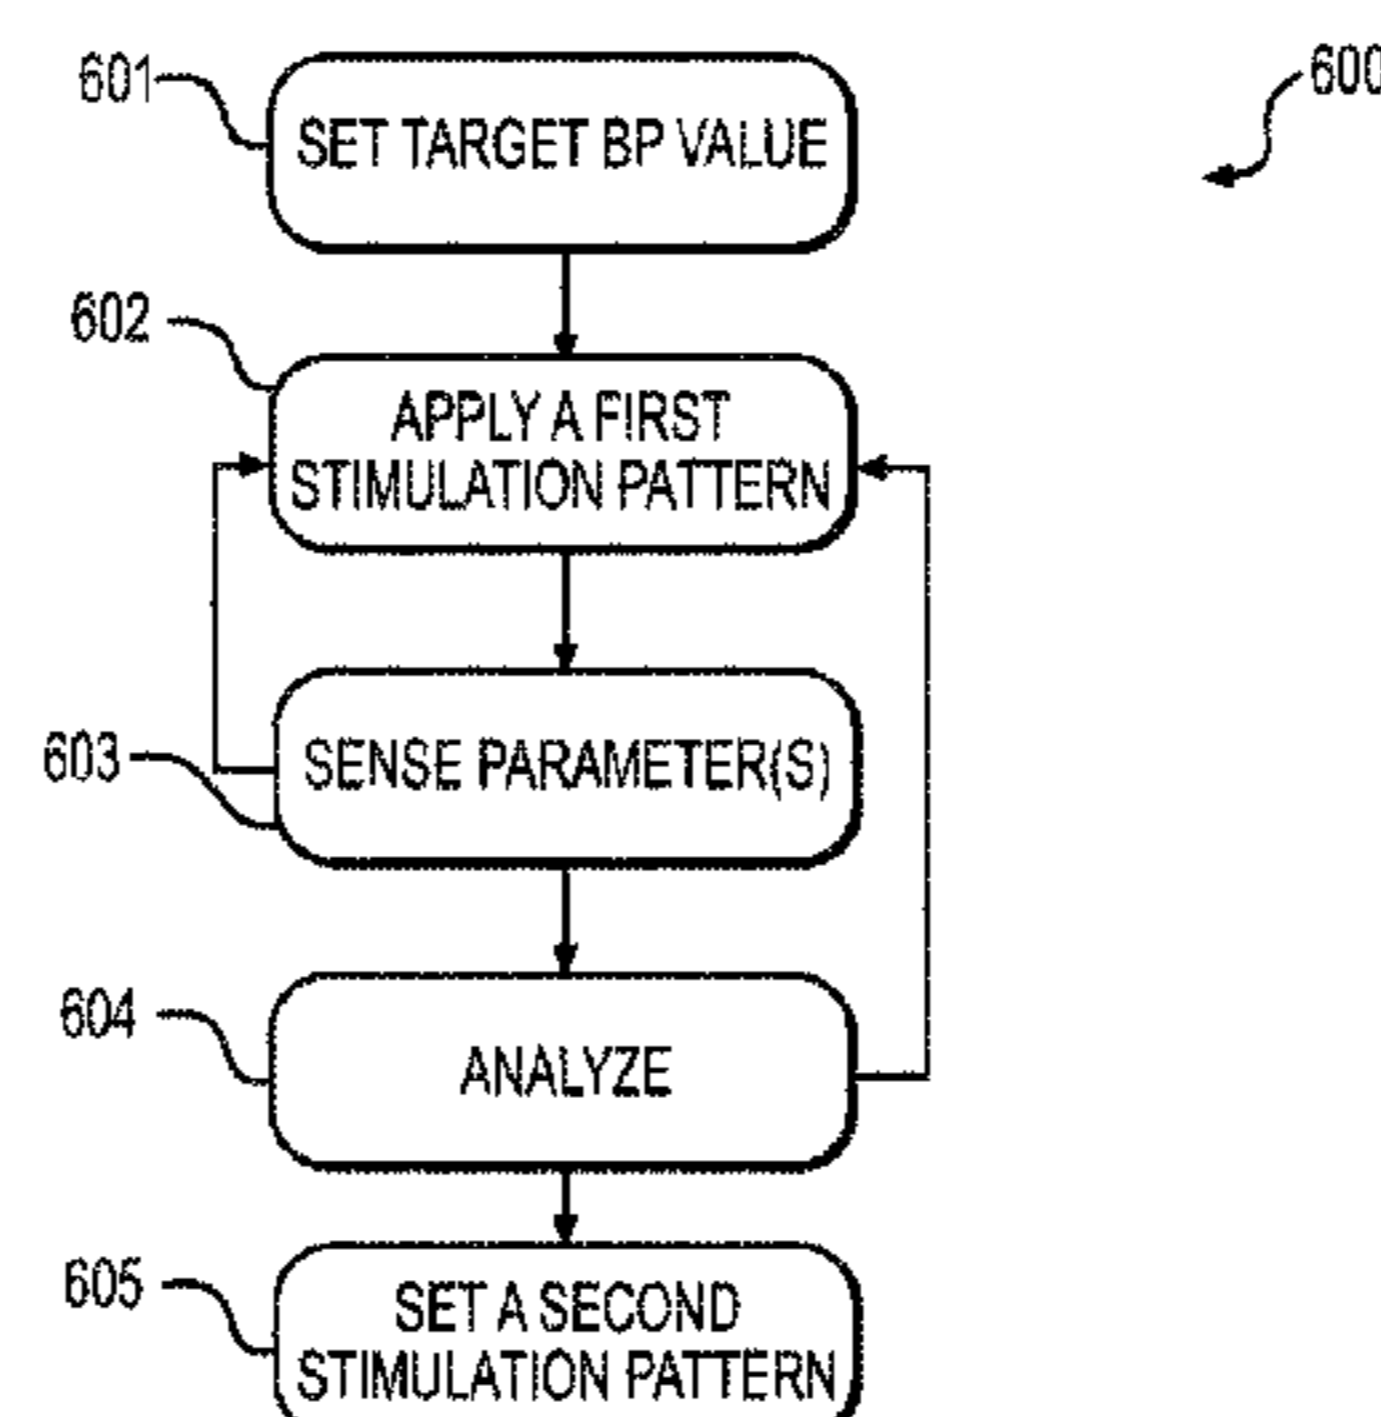 601
SET TARGET BP VALUE
600
602
APPLY A FIRST
STIMULATION PATTERN
603
SENSE PARAMETER(S)
604
ANALYZE
605
SET A SECOND
STIMULATION PATTERN